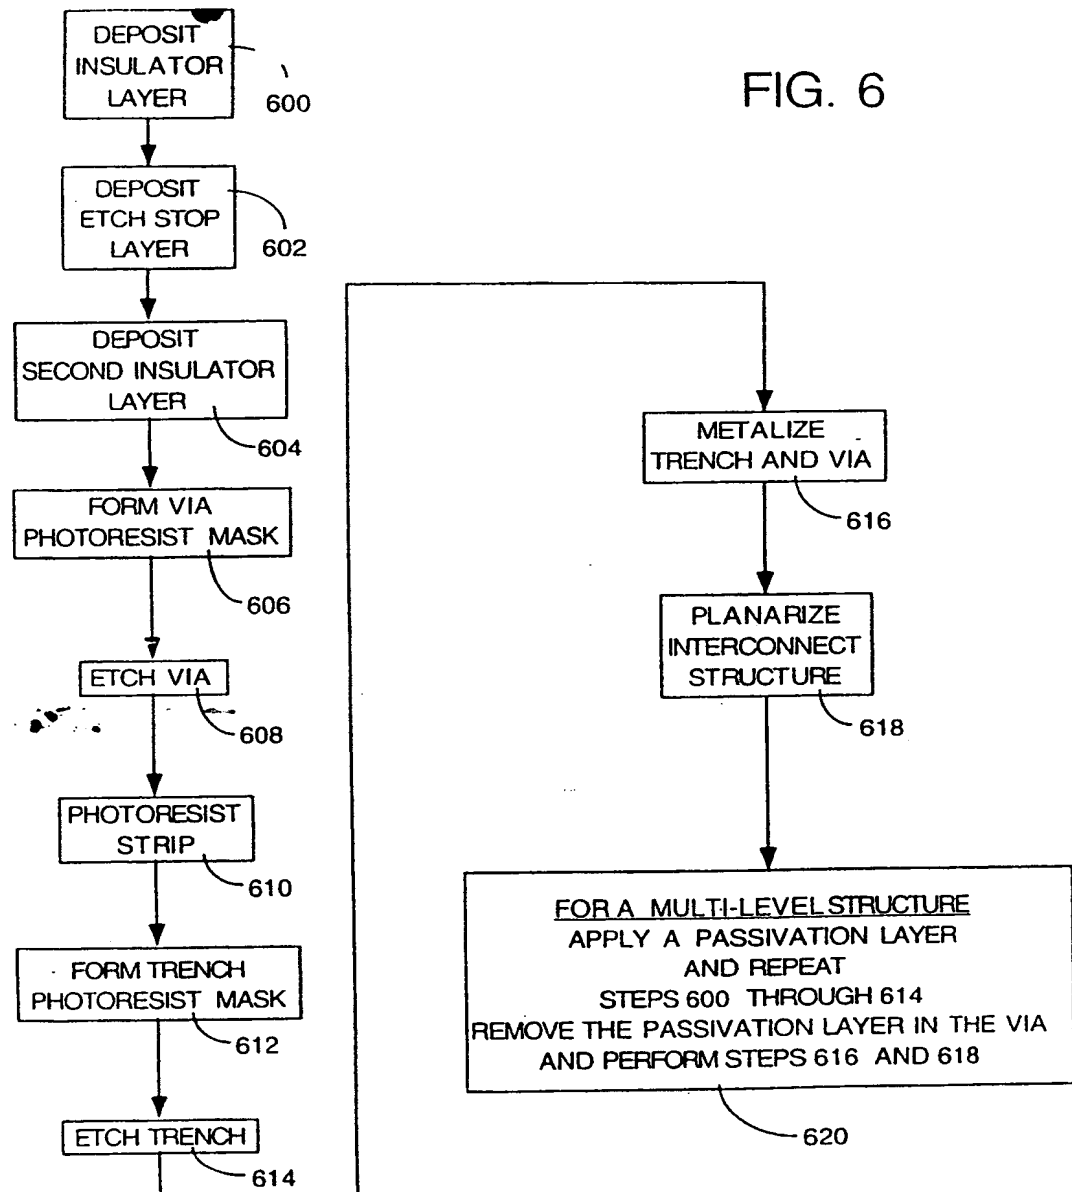 FIG. 6
DEPOSIT
INSULATOR
LAYER
600
DEPOSIT
ETCH STOP
LAYER
602
DEPOSIT
SECOND INSULATOR
LAYER
604
FORM VIA
PHOTORESIST MASK
606
ETCH VIA
608
PHOTORESIST
STRIP
610
FORM TRENCH
PHOTORESIST MASK
612
ETCH TRENCH
614
METALIZE
TRENCH AND VIA
616
PLANARIZE
INTERCONNECT
STRUCTURE
618
FOR A MULTI-LEVEL STRUCTURE
APPLY A PASSIVATION LAYER
AND REPEAT
STEPS 600 THROUGH 614
REMOVE THE PASSIVATION LAYER IN THE VIA
AND PERFORM STEPS 616 AND 618
620